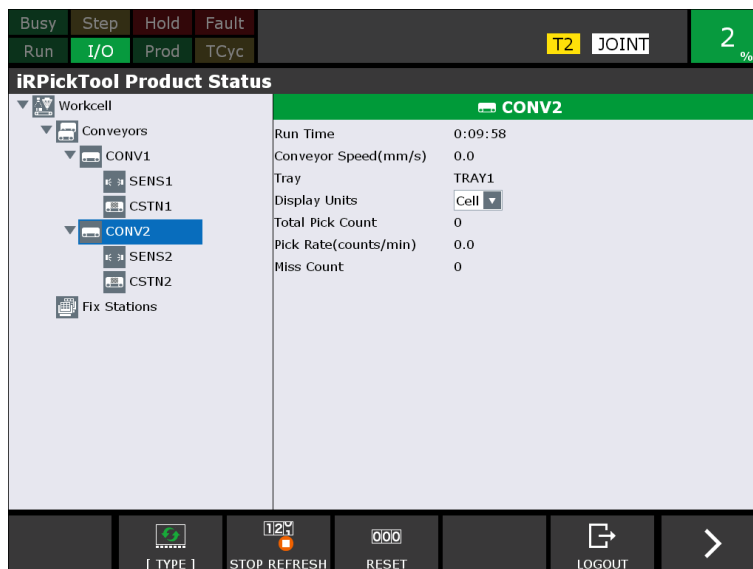 Busy Step Hold Fault
Run I/O Prod TCyc
T2 JOINT
2 %
iRPickTool Product Status
Workcell
Conveyors
CONV1
SENS1
CSTN1
CONV2
SENS2
CSTN2
Fix Stations
CONV2
Run Time 0:09:58
Conveyor Speed(mm/s) 0.0
Tray TRAY1
Display Units Cell
Total Pick Count 0
Pick Rate(counts/min) 0.0
Miss Count 0
[ TYPE ] STOP REFRESH RESET LOGOUT